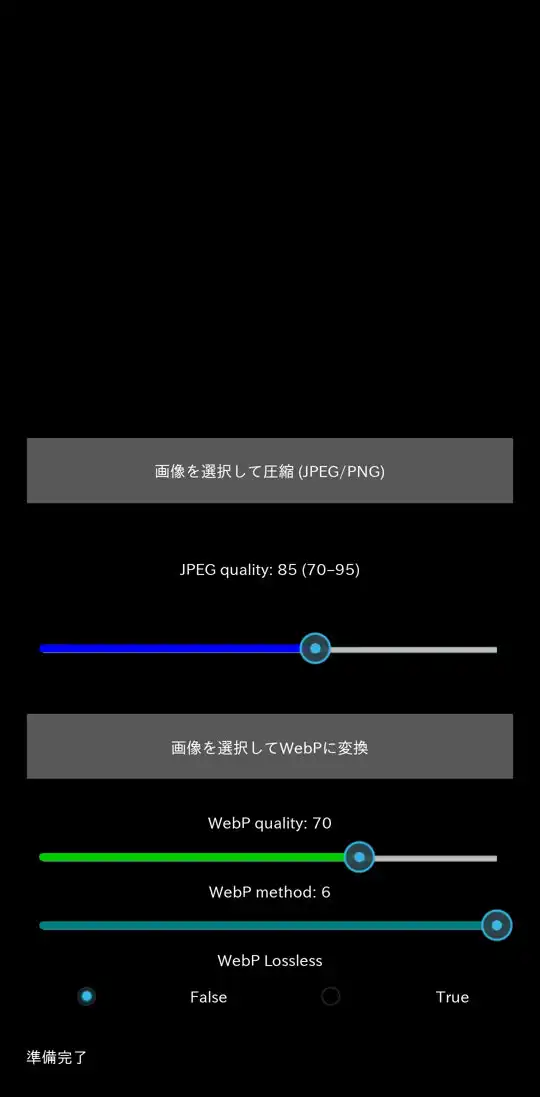 画像を選択して圧縮 (JPEG/PNG)
JPEG quality: 85 (70–95)
画像を選択してWebPに変換
WebP quality: 70
WebP method: 6
WebP Lossless
False
True
準備完了